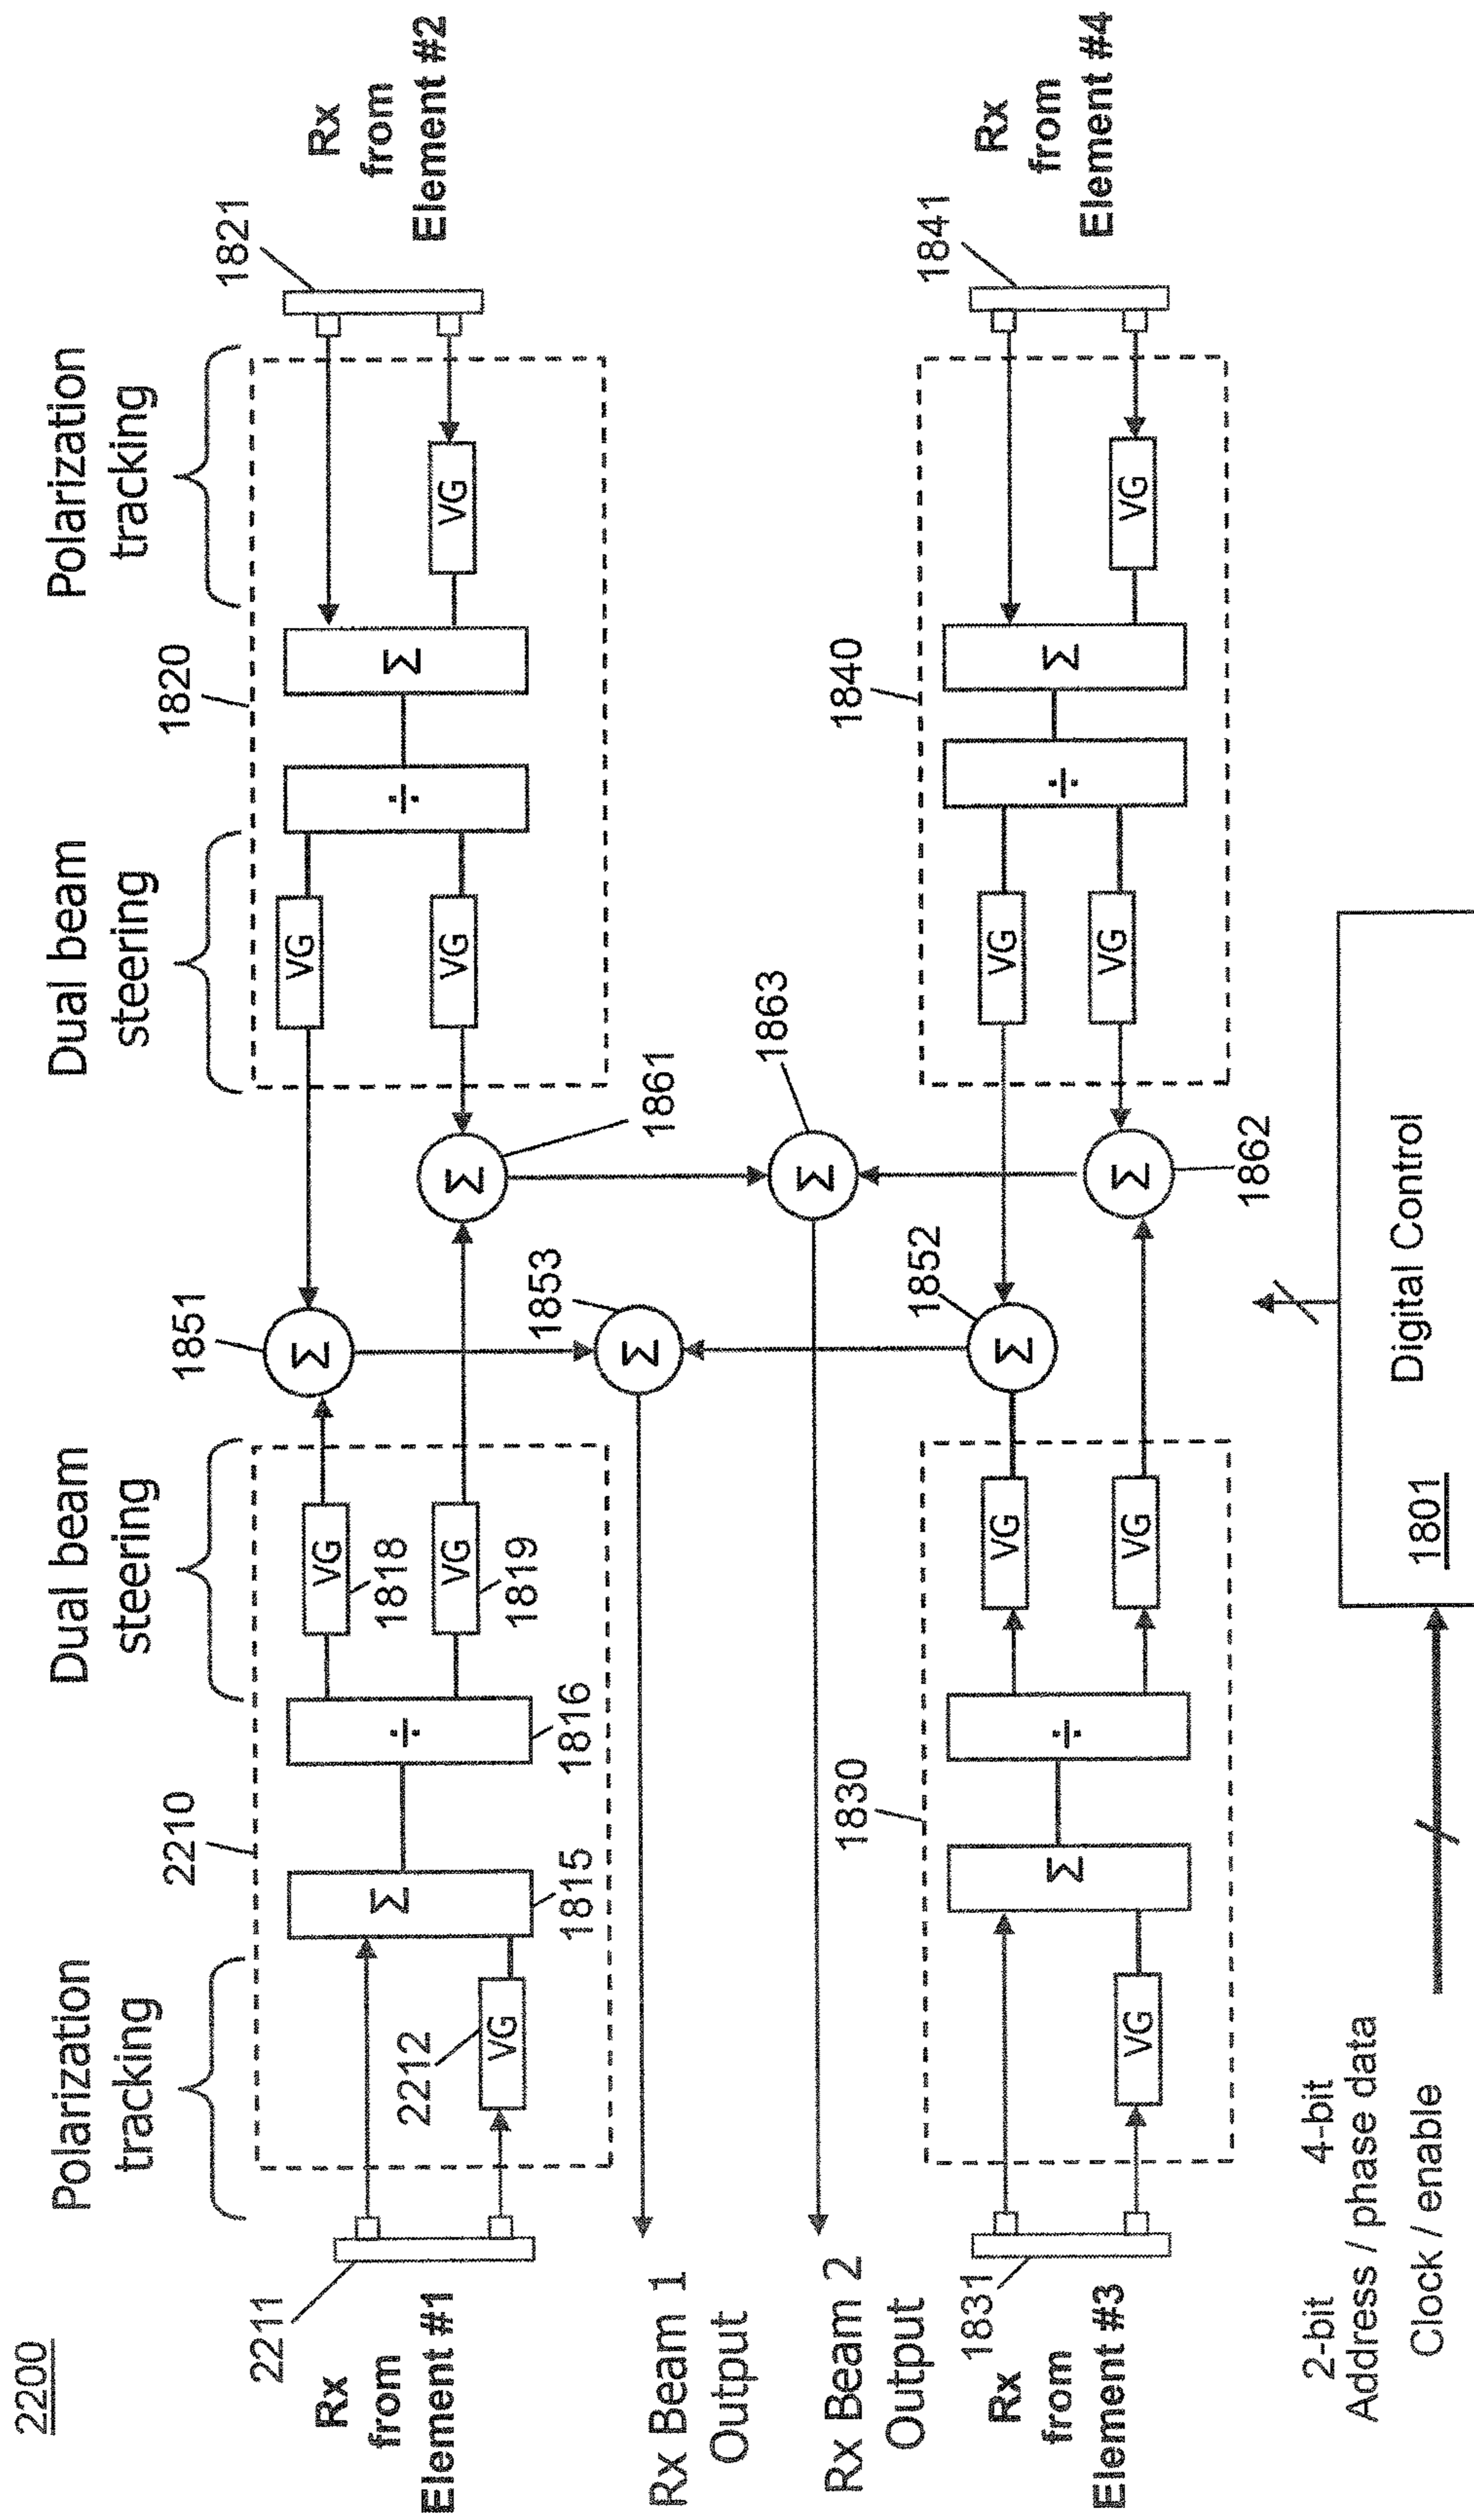 2200
Polarization
tracking
Dual beam
steering
Dual beam
steering
Polarization
tracking
2210
1851
1820
1821
2211
Rx
from
Element #1
2212
VG
Σ
1815
÷
1816
VG
1818
VG
1819
Σ
Σ
1861
VG
VG
÷
Σ
VG
Rx
from
Element #2
Rx Beam 1
Output
1853
Σ
1863
Σ
Rx Beam 2
Output
1830
1852
1840
1841
1831
Rx
from
Element #3
VG
Σ
÷
VG
VG
Σ
Σ
1862
VG
VG
÷
Σ
VG
Rx
from
Element #4
2-bit 4-bit
Address / phase data
Clock / enable
Digital Control
1801